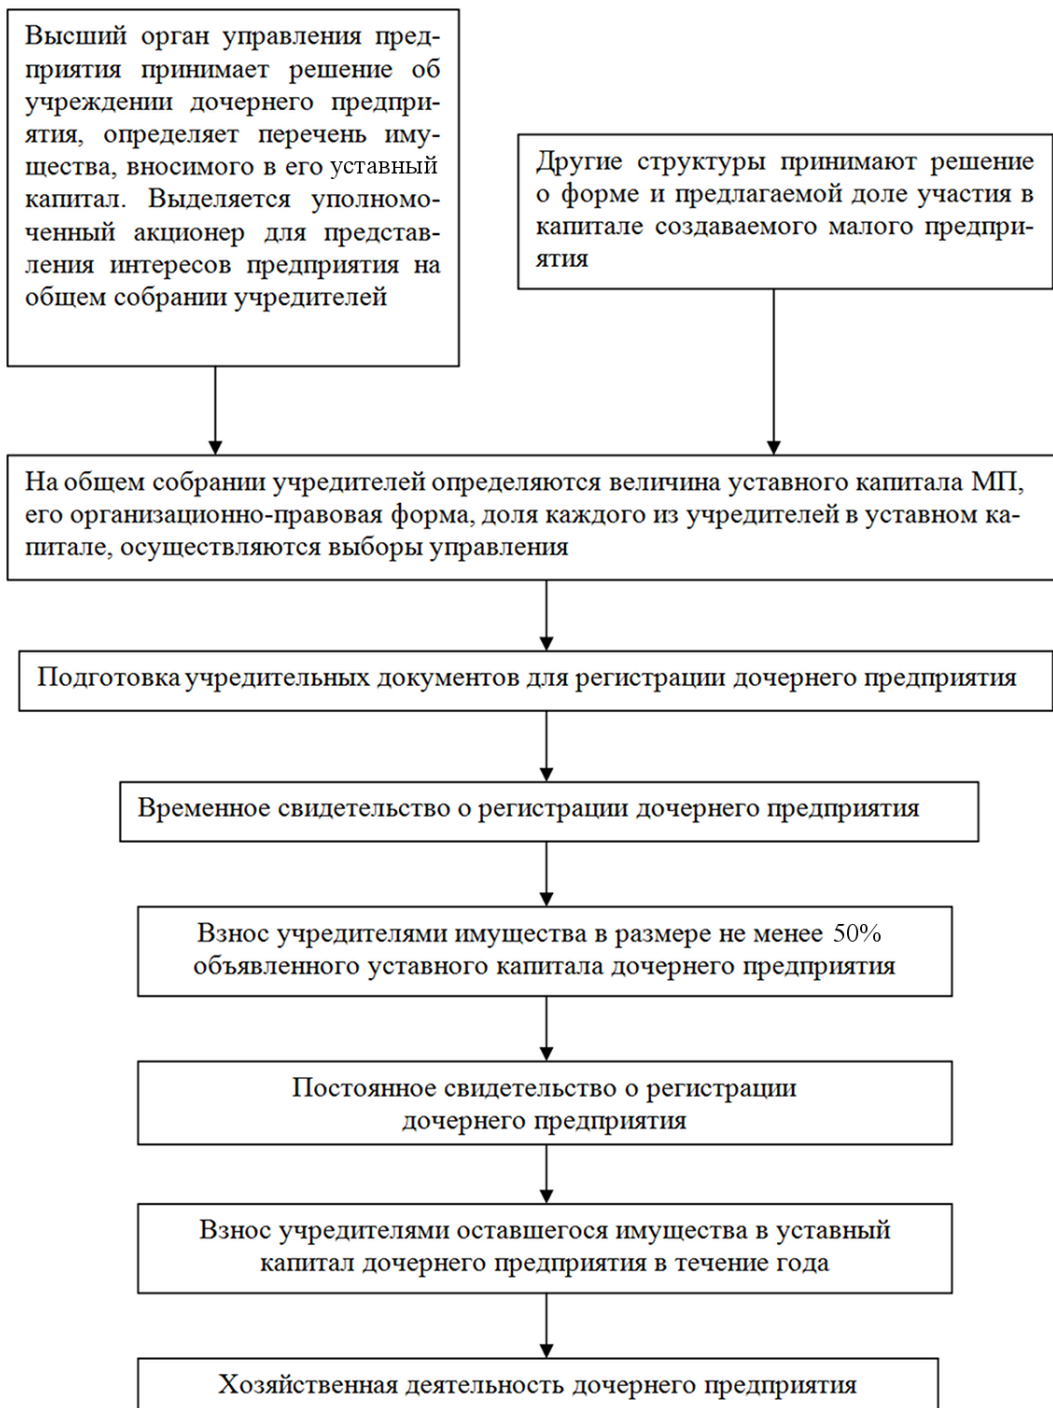 Высший орган управления пред-
приятия принимает решение об
учреждении дочернего предпри-
ятия, определяет перечень иму-
щества, вносимого в его уставный
капитал. Выделяется уполномо-
ченный акционер для представ-
ления интересов предприятия на
общем собрании учредителей
Другие структуры принимают решение
о форме и предлагаемой доле участия в
капитале создаваемого малого предпри-
ятия
На общем собрании учредителей определяются величина уставного капитала МП,
его организационно-правовая форма, доля каждого из учредителей в уставном ка-
питале, осуществляются выборы управления
Подготовка учредительных документов для регистрации дочернего предприятия
Временное свидетельство о регистрации дочернего предприятия
Взнос учредителями имущества в размере не менее 50%
объявленного уставного капитала дочернего предприятия
Постоянное свидетельство о регистрации
дочернего предприятия
Взнос учредителями оставшегося имущества в уставный
капитал дочернего предприятия в течение года
Хозяйственная деятельность дочернего предприятия